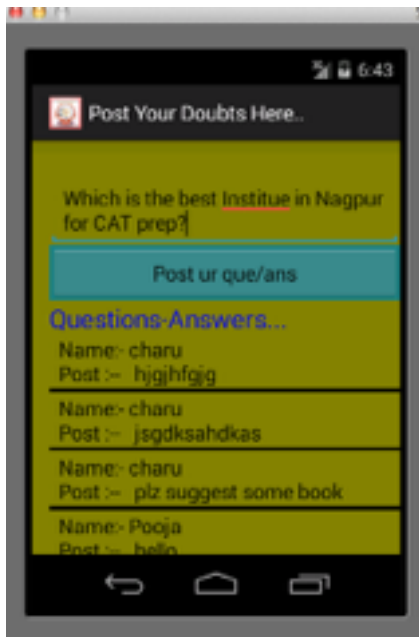 6:43
Post Your Doubts Here..
Which is the best Institue in Nagpur
for CAT prep?
Post ur que/ans
Questions-Answers...
Name:- charu
Post :-- hjgjhfgjg
Name:- charu
Post :-- jsgdksahdkas
Name:- charu
Post :-- plz suggest some book
Name:- Pooja
Post :-- hello